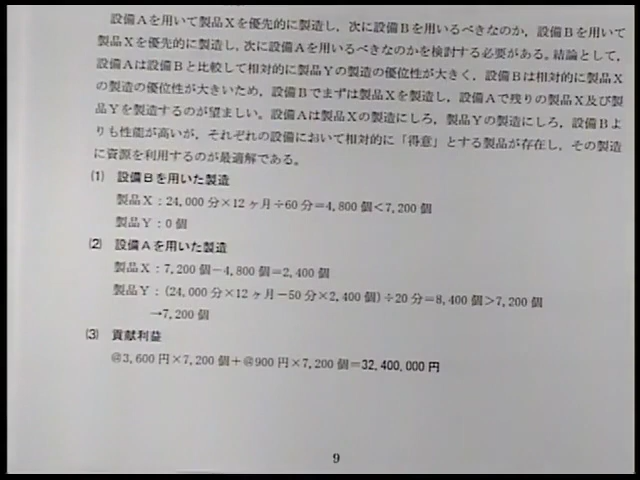 設備Aを用いて製品Xを優先的に製造し，次に設備Bを用いるべきなのか，設備Bを用いて
製品Xを優先的に製造し，次に設備Aを用いるべきなのかを検討する必要がある。結論として，
設備Aは設備Bと比較して相対的に製品Yの製造の優位性が大きく，設備Bは相対的に製品X
の製造の優位性が大きいため，設備Bでまずは製品Xを製造し，設備Aで残りの製品X及び製
品Yを製造するのが望ましい。設備Aは製品Xの製造にしろ，製品Yの製造にしろ，設備Bよ
りも性能が高いが，それぞれの設備において相対的に「得意」とする製品が存在し，その製造
に資源を利用するのが最適解である。
(1) 設備Bを用いた製造
製品X：24,000分×12ヶ月÷60分＝4,800個＜7,200個
製品Y：0個
(2) 設備Aを用いた製造
製品X：7,200個－4,800個＝2,400個
製品Y：(24,000分×12ヶ月－50分×2,400個)÷20分＝8,400個＞7,200個
→7,200個
(3) 貢献利益
@3,600円×7,200個＋@900円×7,200個＝32,400,000円
9